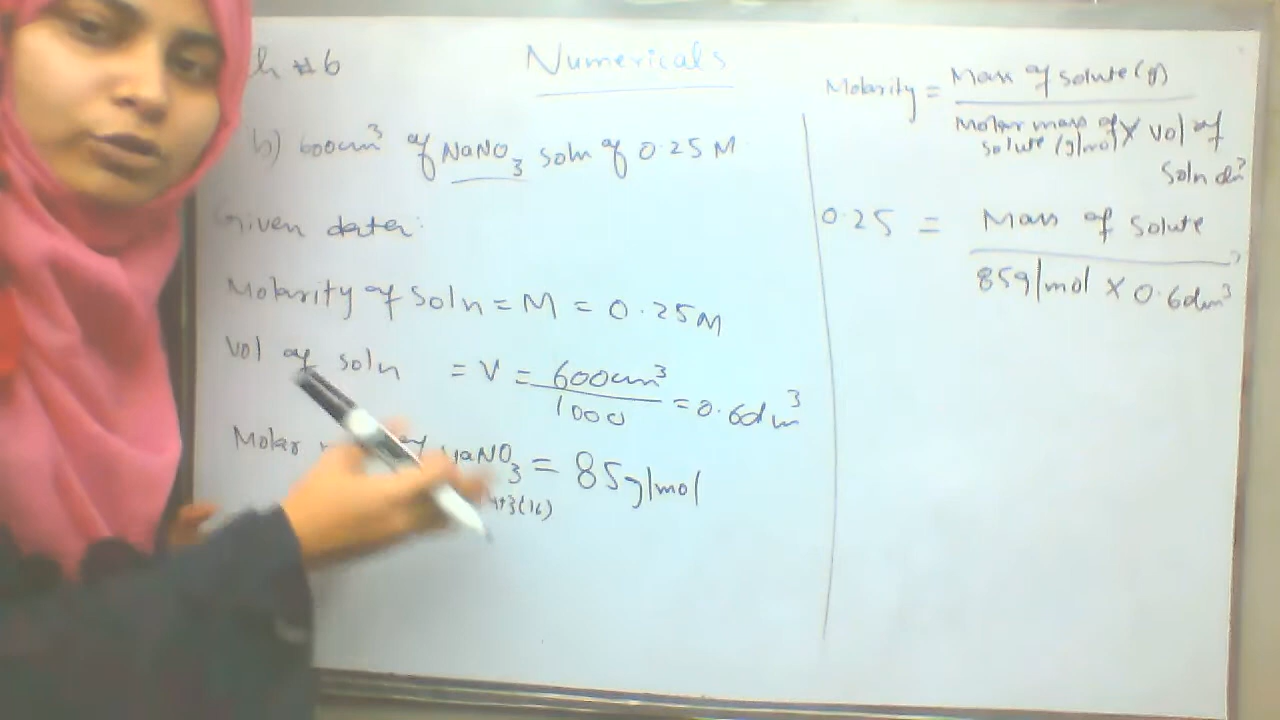 h #6
Numericals
b) 600cm³ of NaNO₃ soln of 0.25 M
Given data:
Molarity of Soln = M = 0.25M
Vol of soln = V = 600cm³ / 1000 = 0.6dm³
Molar of NaNO₃ = 85g/mol
+3(16)
Molarity = Mass of solute (g)
Molar mass of solute (g/mol) X Vol of Soln dm³
0.25 = Mass of solute
85g/mol X 0.6dm³